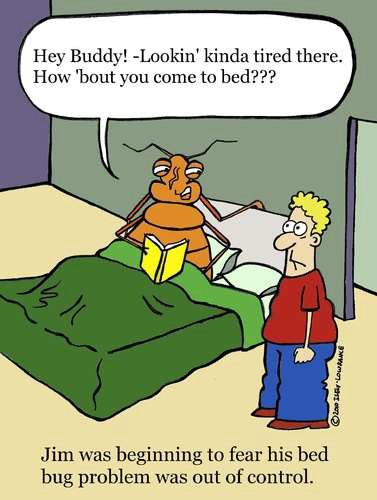 Hey Buddy! -Lookin' kinda tired there.
How 'bout you come to bed???
Jim was beginning to fear his bed
bug problem was out of control.